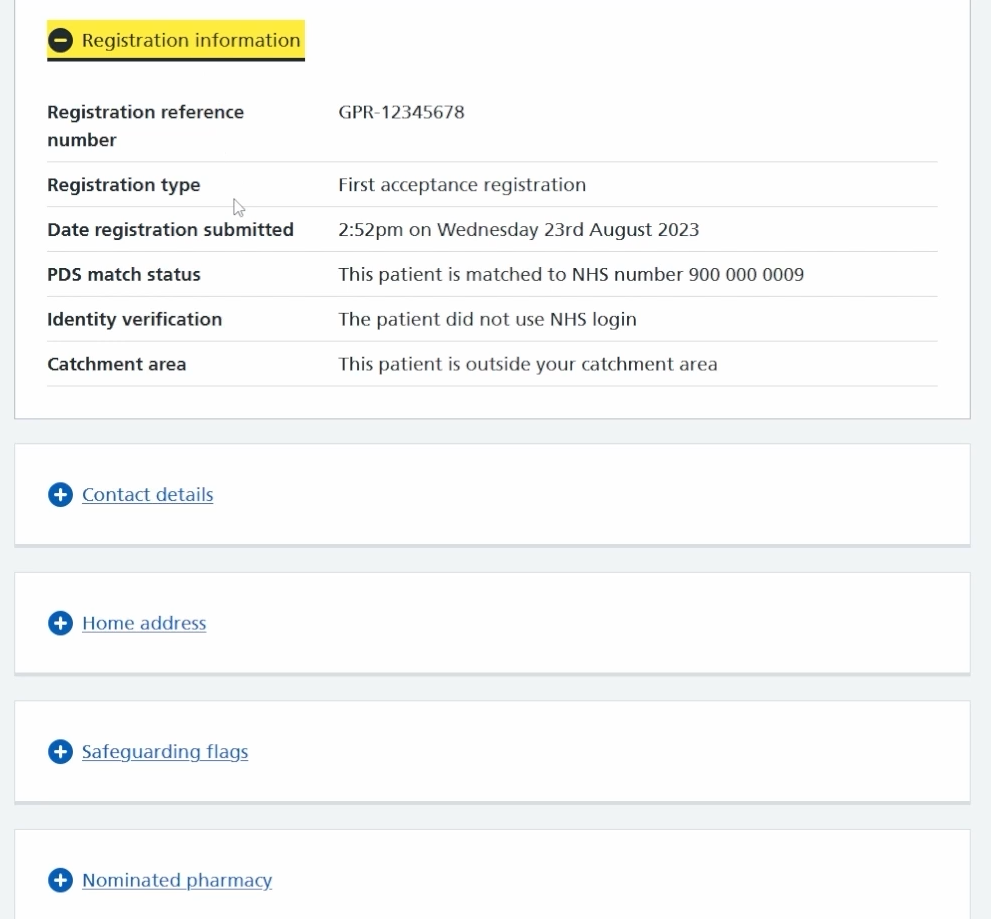 Registration information
Registration reference number GPR-12345678
Registration type First acceptance registration
Date registration submitted 2:52pm on Wednesday 23rd August 2023
PDS match status This patient is matched to NHS number 900 000 0009
Identity verification The patient did not use NHS login
Catchment area This patient is outside your catchment area
Contact details
Home address
Safeguarding flags
Nominated pharmacy